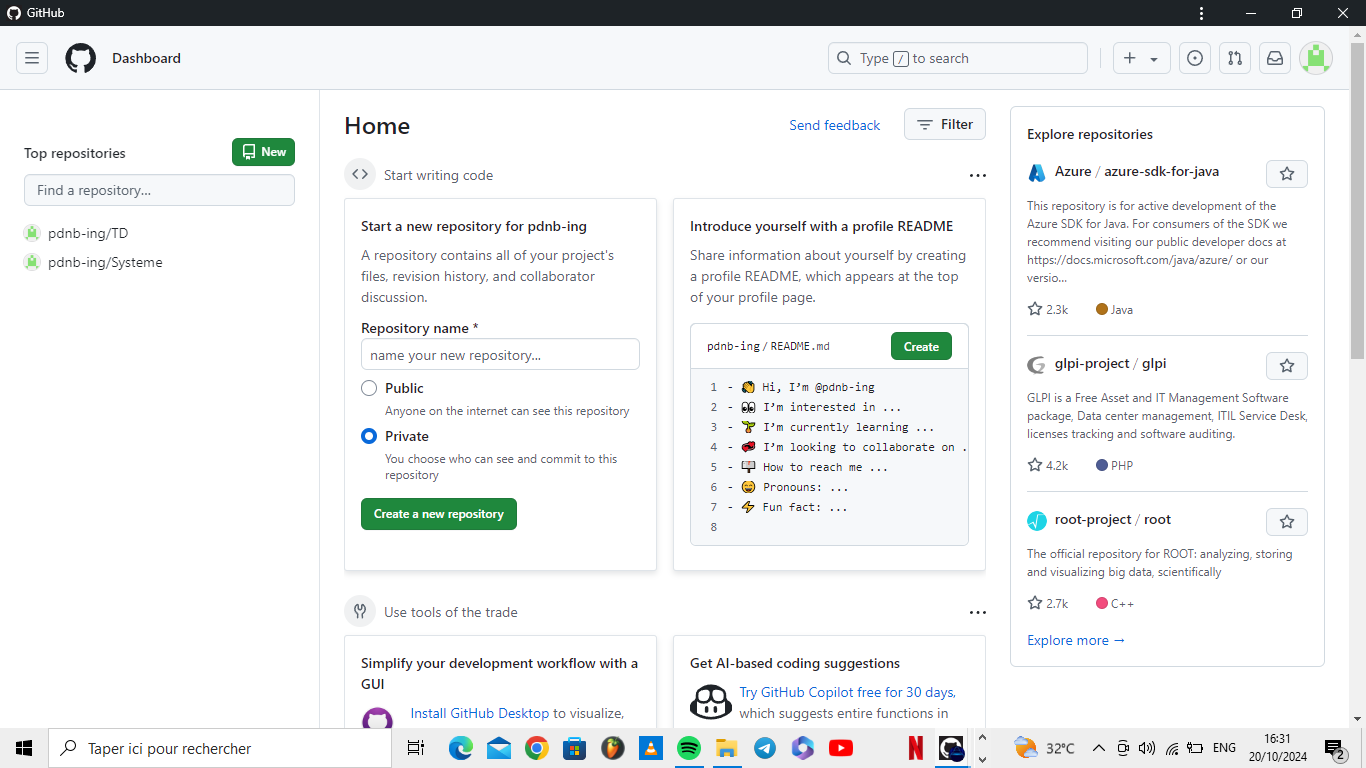 GitHub
Dashboard
Type / to search
Top repositories
New
Find a repository...
pdnb-ing/TD
pdnb-ing/Systeme
Home
Send feedback
Filter
Start writing code
Start a new repository for pdnb-ing
A repository contains all of your project's
files, revision history, and collaborator
discussion.
Repository name *
name your new repository...
Public
Anyone on the internet can see this repository
Private
You choose who can see and commit to this
repository
Create a new repository
Introduce yourself with a profile README
Share information about yourself by creating
a profile README, which appears at the top
of your profile page.
pdnb-ing / README.md
Create
1 - 👋 Hi, I'm @pdnb-ing
2 - 👀 I'm interested in ...
3 - 🌱 I'm currently learning ...
4 - 💞️ I'm looking to collaborate on .
5 - 📫 How to reach me ...
6 - 😄 Pronouns: ...
7 - ⚡ Fun fact: ...
8
Use tools of the trade
Simplify your development workflow with a
GUI
Install GitHub Desktop to visualize,
Get AI-based coding suggestions
Try GitHub Copilot free for 30 days,
which suggests entire functions in
Explore repositories
Azure / azure-sdk-for-java
This repository is for active development of the
Azure SDK for Java. For consumers of the SDK we
recommend visiting our public developer docs at
https://docs.microsoft.com/java/azure/ or our
versio...
2.3k Java
glpi-project / glpi
GLPI is a Free Asset and IT Management Software
package, Data center management, ITIL Service Desk,
licenses tracking and software auditing.
4.2k PHP
root-project / root
The official repository for ROOT: analyzing, storing
and visualizing big data, scientifically
2.7k C++
Explore more →
Taper ici pour rechercher
N
32°C
ENG
16:31
20/10/2024
2